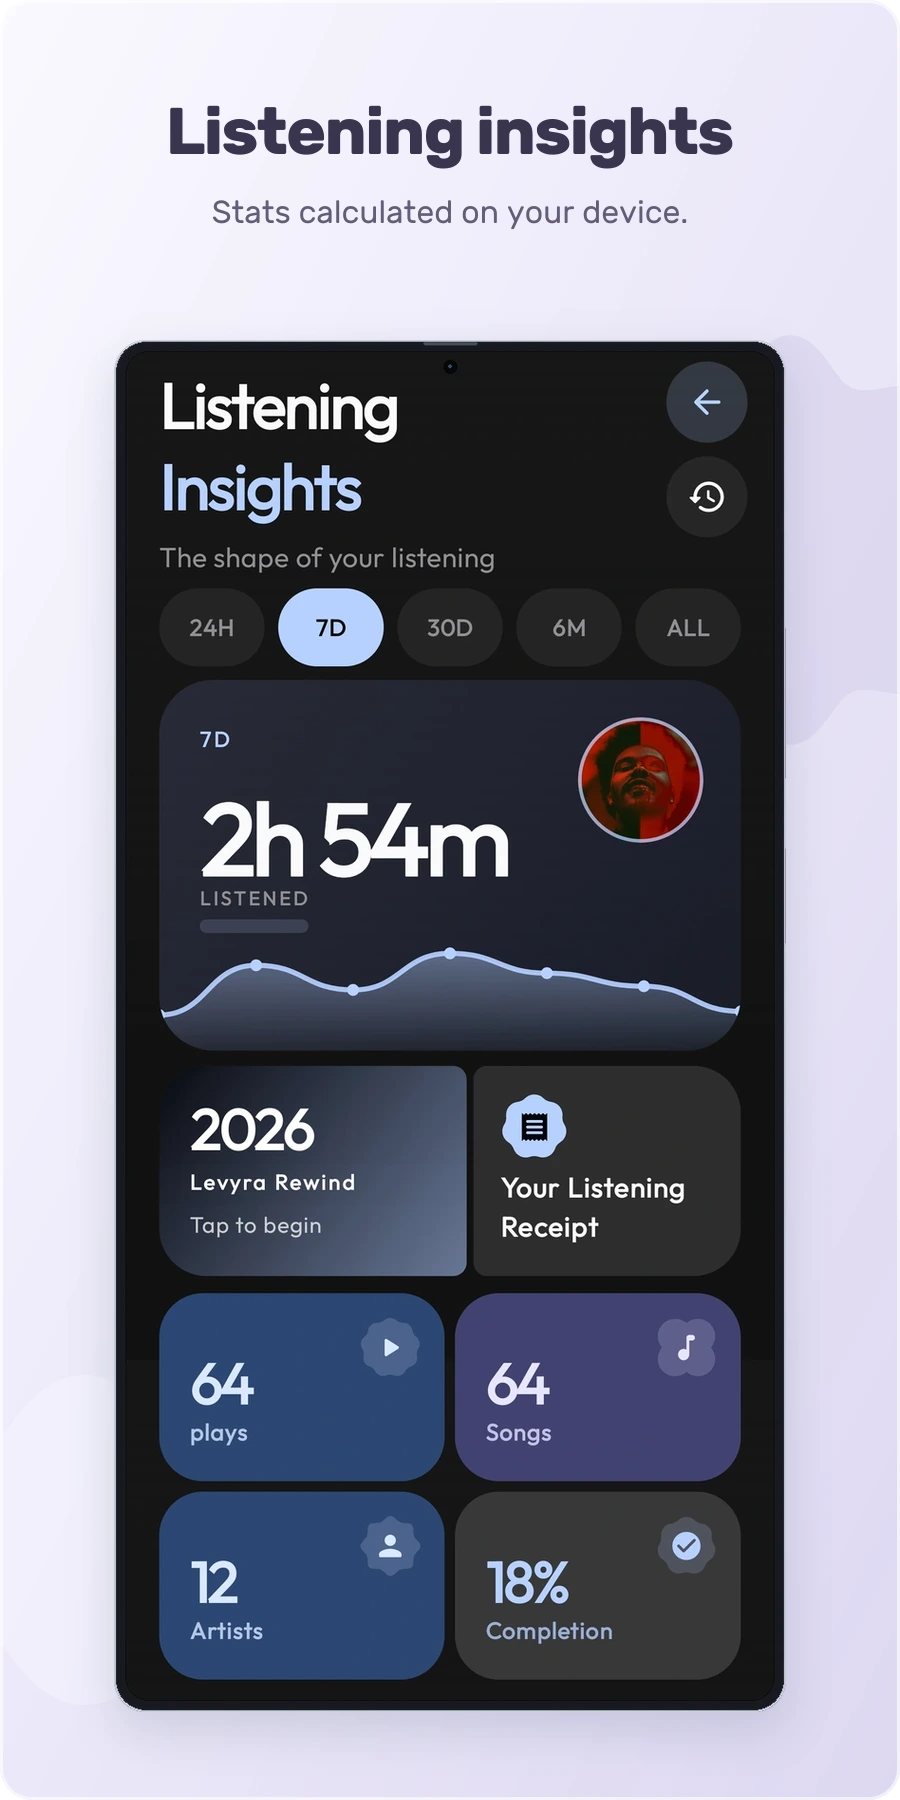 Listening insights
Stats calculated on your device.
Listening
Insights
The shape of your listening
24H
7D
30D
6M
ALL
7D
2h 54m
LISTENED
2026
Levyra Rewind
Tap to begin
Your Listening
Receipt
64
plays
64
Songs
12
Artists
18%
Completion